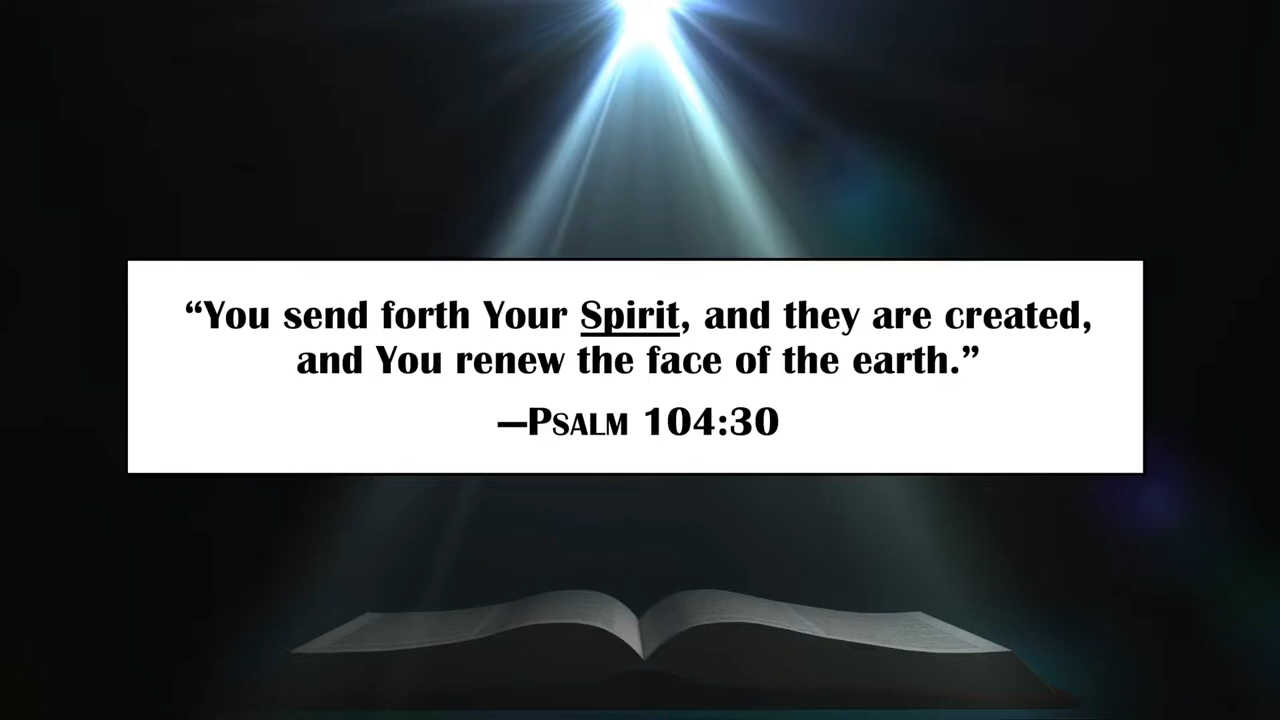 “You send forth Your Spirit, and they are created,
and You renew the face of the earth.”
—Psalm 104:30